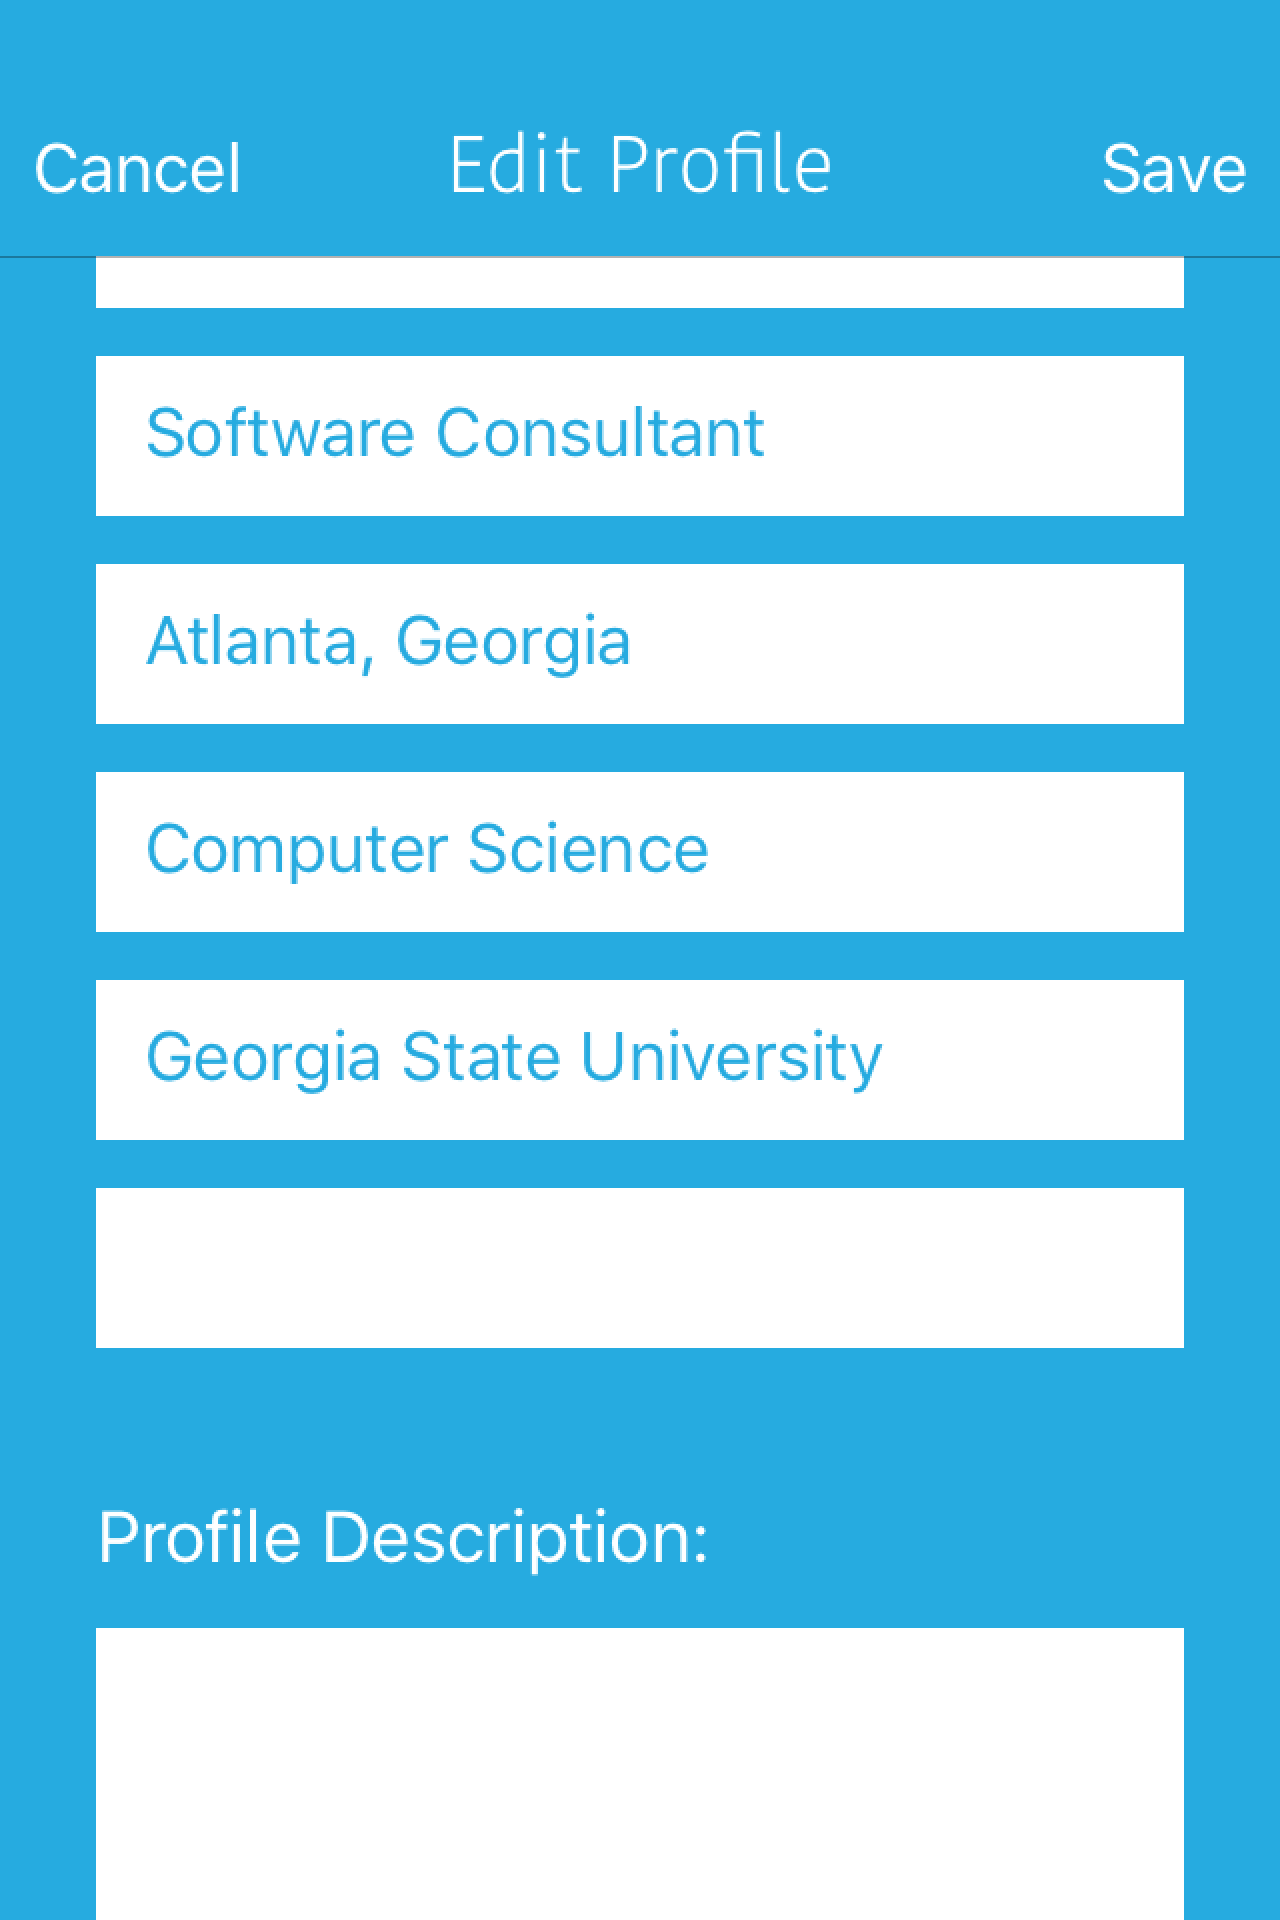 Cancel Edit Profile Save
Software Consultant
Atlanta, Georgia
Computer Science
Georgia State University
Profile Description: